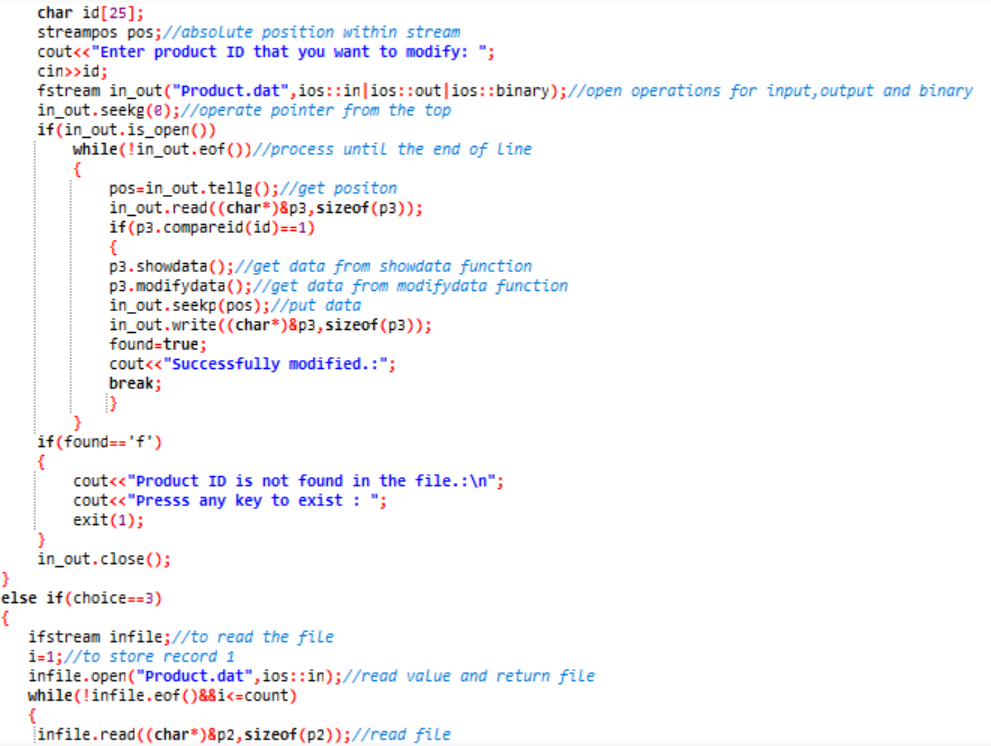 char id[25];
streampos pos;//absolute position within stream
cout<<"Enter product ID that you want to modify: ";
cin>>id;
fstream in_out("Product.dat",ios::in|ios::out|ios::binary);//open operations for input,output and binary
in_out.seekg(0);//operate pointer from the top
if(in_out.is_open())
while(!in_out.eof())//process until the end of line
{
pos=in_out.tellg();//get positon
in_out.read((char*)&p3,sizeof(p3));
if(p3.compareid(id)==1)
{
p3.showdata();//get data from showdata function
p3.modifydata();//get data from modifydata function
in_out.seekp(pos);//put data
in_out.write((char*)&p3,sizeof(p3));
found=true;
cout<<"Successfully modified.:";
break;
}
}
if(found=='f')
{
cout<<"Product ID is not found in the file.:\n";
cout<<"Presss any key to exist : ";
exit(1);
}
in_out.close();
}
else if(choice==3)
{
ifstream infile;//to read the file
i=1;//to store record 1
infile.open("Product.dat",ios::in);//read value and return file
while(!infile.eof()&&i<=count)
{
infile.read((char*)&p2,sizeof(p2));//read file